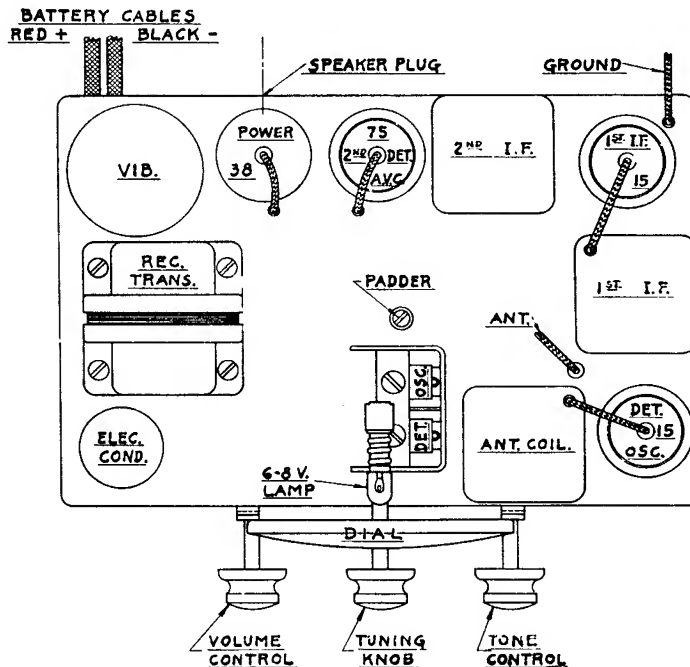 BATTERY CABLES
RED + BLACK -
SPEAKER PLUG
GROUND
POWER
38
75
2ND DET.
A.V.C.
2ND I.F.
1ST I.F.
15
VIB.
REC.
TRANS.
PADDER
1ST I.F.
ANT.
OSC.
DET.
ELEC.
COND.
6-8 V.
LAMP
ANT. COIL.
DET.
15
OSC.
DIAL
VOLUME
CONTROL
TUNING
KNOB
TONE
CONTROL